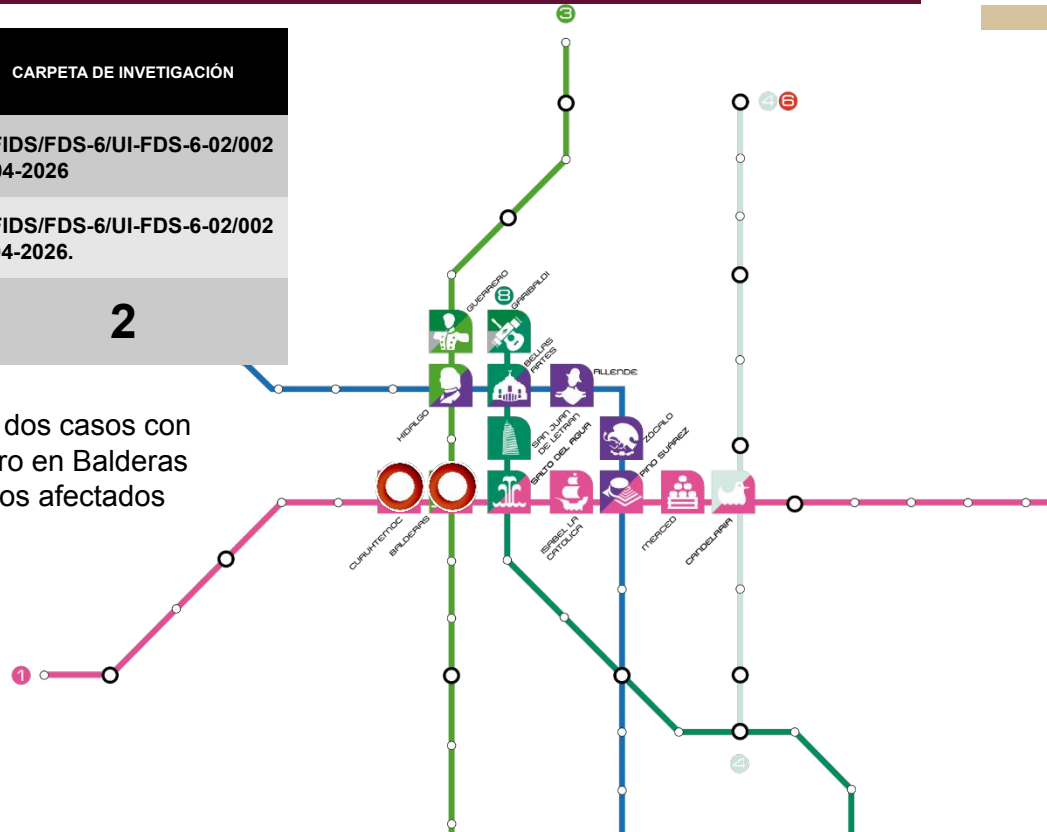 3
CARPETA DE INVETIGACIÓN
4 6
FIDS/FDS-6/UI-FDS-6-02/002
04-2026
FIDS/FDS-6/UI-FDS-6-02/002
04-2026.
2
GUERRERO
8
GARIBALDI
BELLAS
ARTES
ALLENDE
HIDALGO
dos casos con
ro en Balderas
os afectados
SAN JUAN
DE LETRAN
SALTO DEL AGUA
ZOCALO
PINO SUÁREZ
CUAUHTEMOC
BALDERAS
ISABEL LA
CATOLICA
MERCED
CANDELARIA
1
4